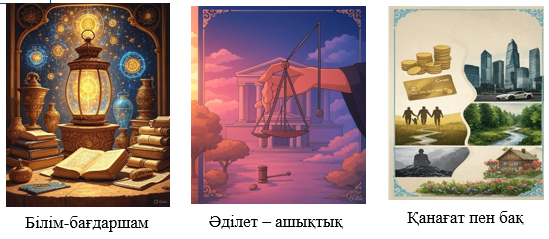 Білім-бағдаршам
Әділет – ашықтық
Қанағат пен бақ